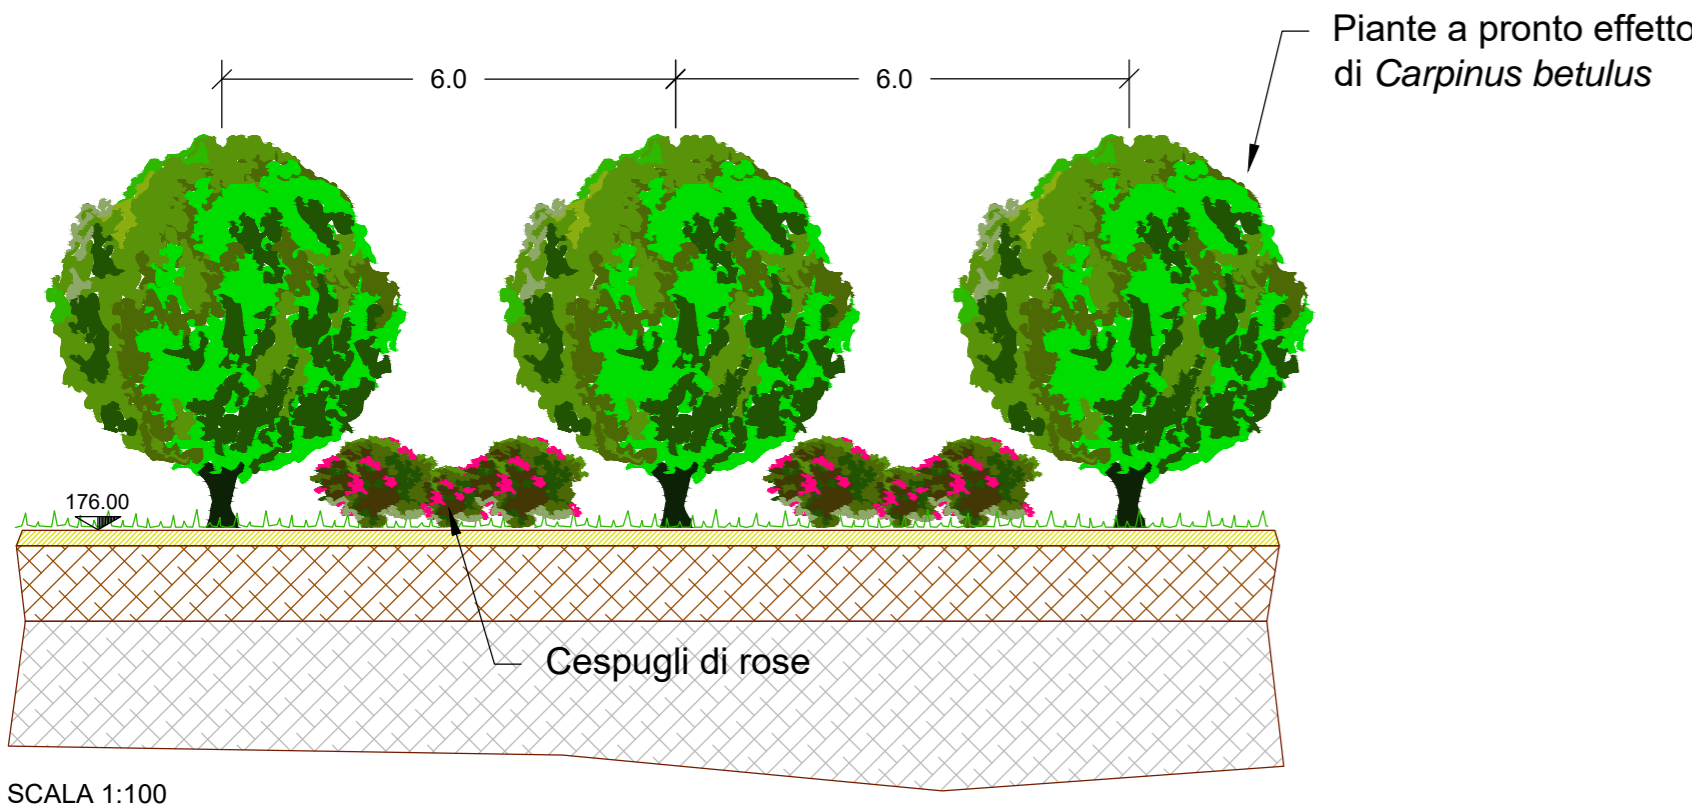 Piante a pronto effetto
di Carpinus betulus
6.0
6.0
176.00
Cespugli di rose
SCALA 1:100